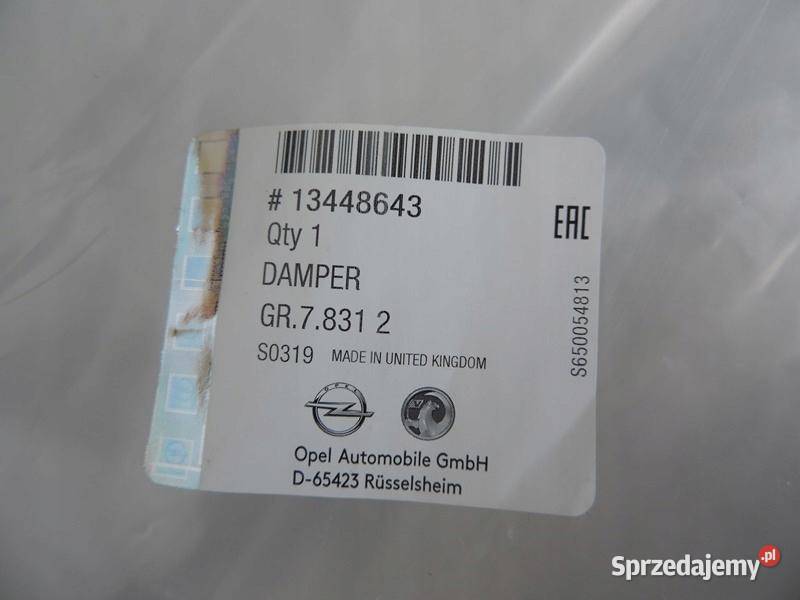 # 13448643
Qty 1
DAMPER
GR.7.831 2
S0319 MADE IN UNITED KINGDOM
EAC
S650054813
OPEL
Opel Automobile GmbH
D-65423 Rüsselsheim
Sprzedajemy.pl